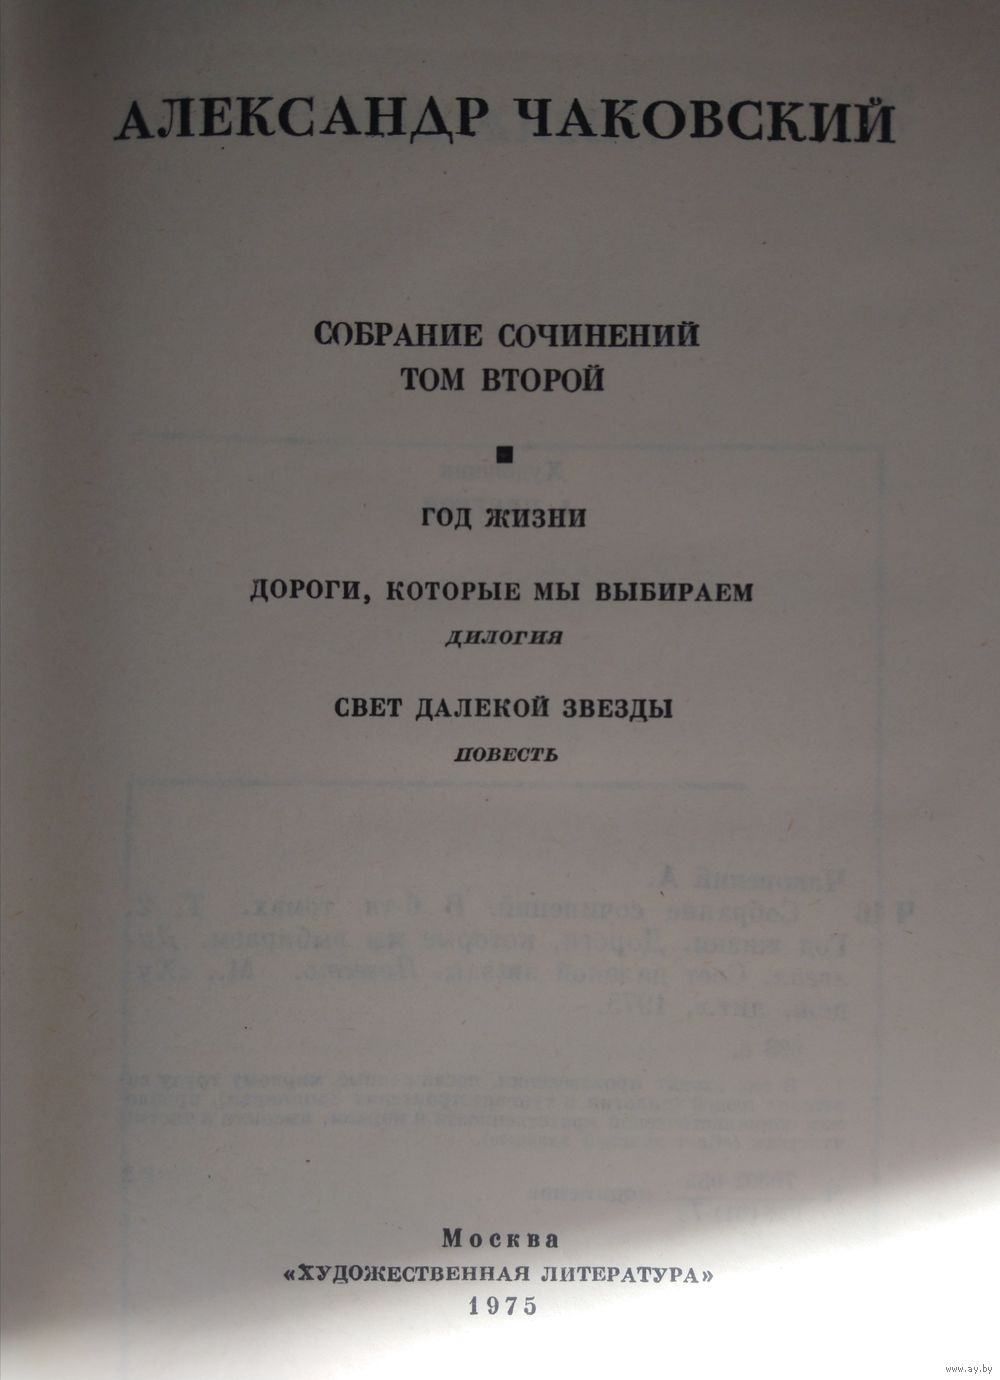 АЛЕКСАНДР ЧАКОВСКИЙ
СОБРАНИЕ СОЧИНЕНИЙ
ТОМ ВТОРОЙ
ГОД ЖИЗНИ
ДОРОГИ, КОТОРЫЕ МЫ ВЫБИРАЕМ
ДИЛОГИЯ
СВЕТ ДАЛЕКОЙ ЗВЕЗДЫ
ПОВЕСТЬ
Москва
«ХУДОЖЕСТВЕННАЯ ЛИТЕРАТУРА»
1975
www.ay.by